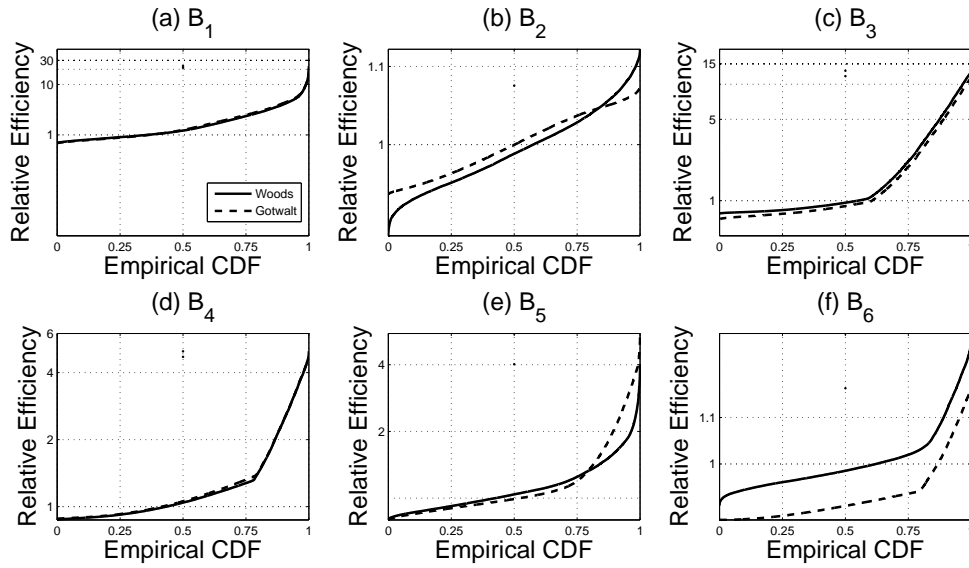 (a) B1
Relative Efficiency
30
10
1
Woods
Gotwalt
0 0.25 0.5 0.75 1
Empirical CDF
(b) B2
Relative Efficiency
1.1
1
0 0.25 0.5 0.75 1
Empirical CDF
(c) B3
Relative Efficiency
15
5
1
0 0.25 0.5 0.75 1
Empirical CDF
(d) B4
Relative Efficiency
6
4
2
1
0 0.25 0.5 0.75 1
Empirical CDF
(e) B5
Relative Efficiency
4
2
0 0.25 0.5 0.75 1
Empirical CDF
(f) B6
Relative Efficiency
1.1
1
0 0.25 0.5 0.75 1
Empirical CDF